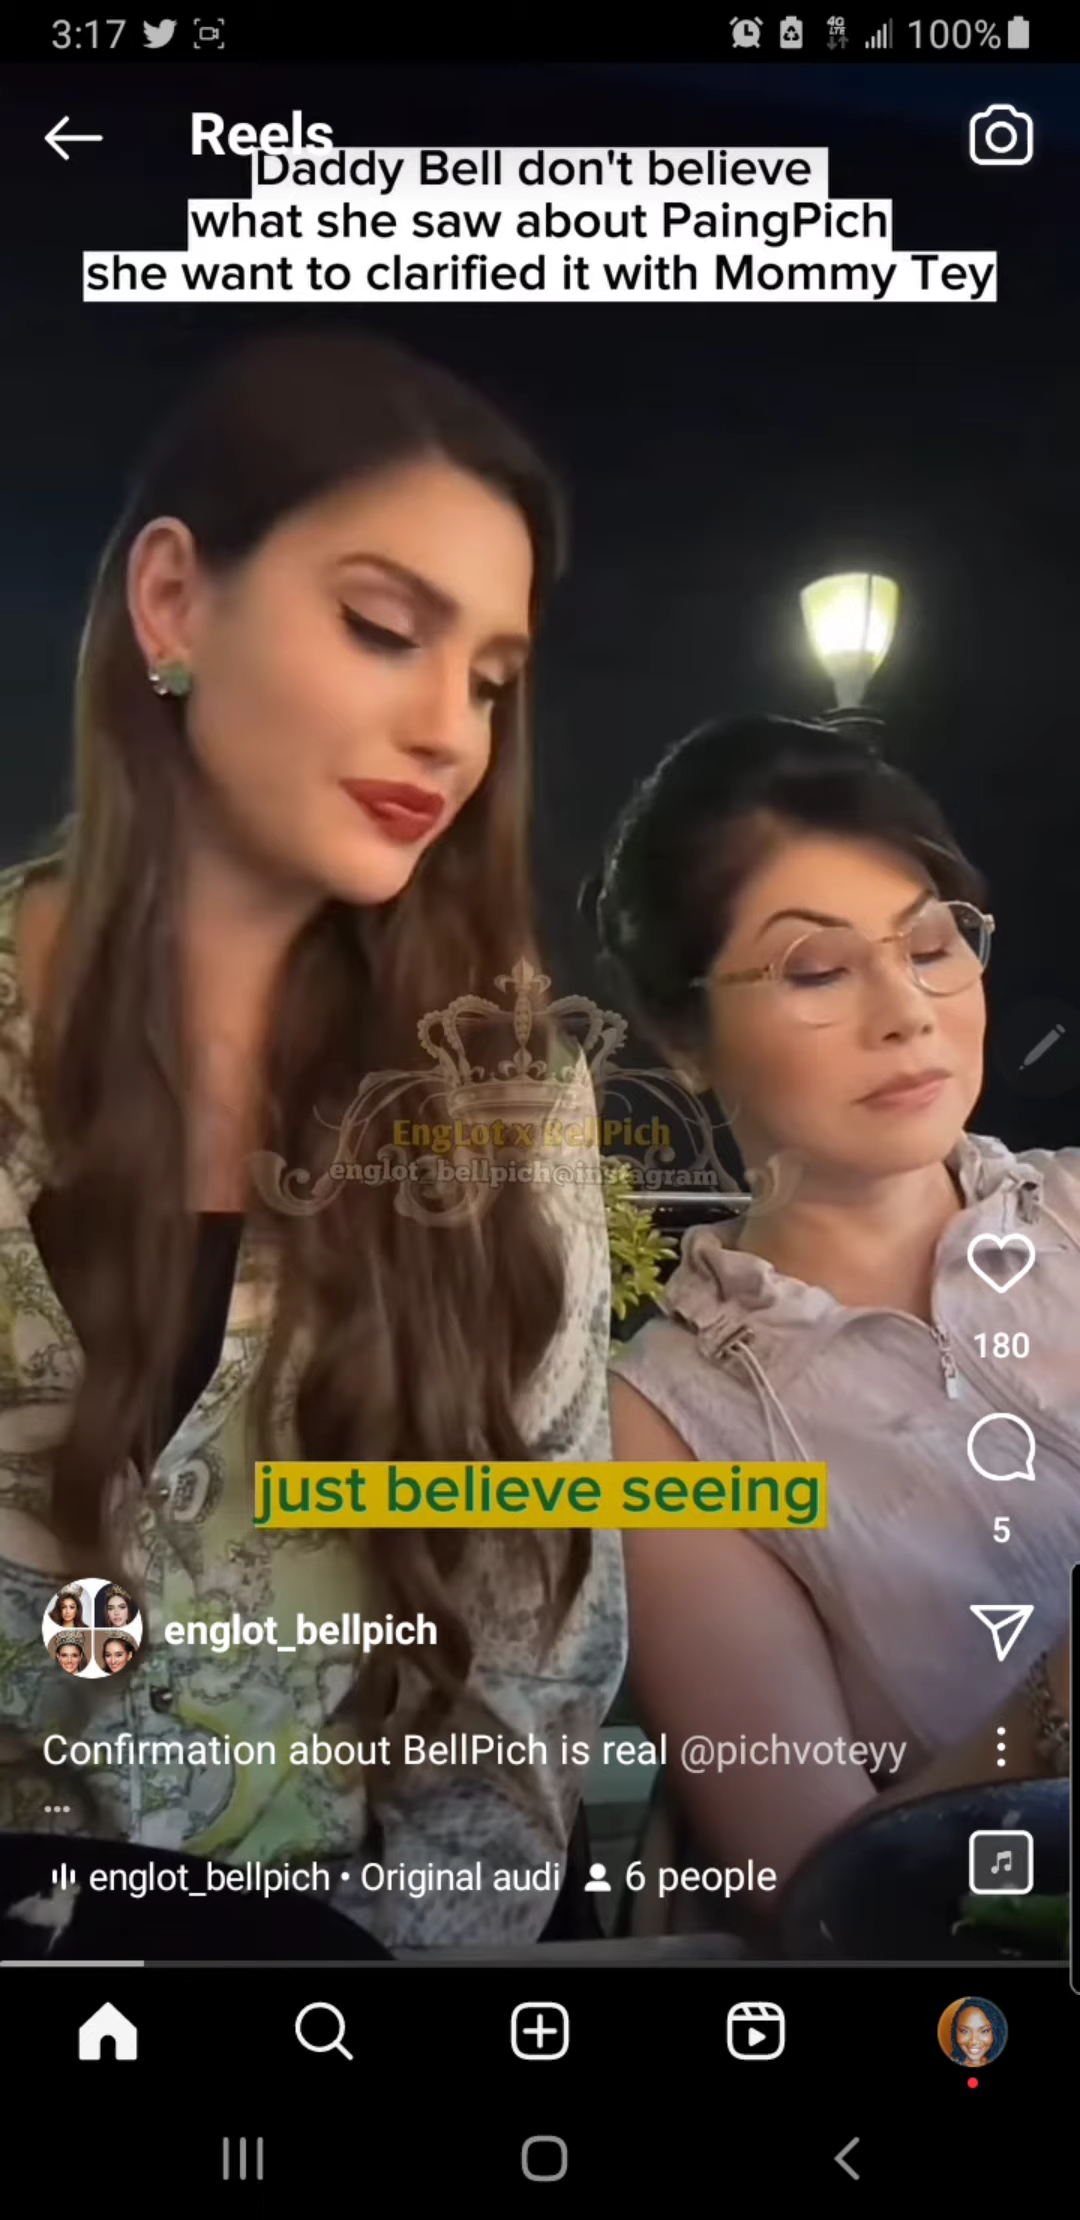 3:17
4G
LTE
100%
Reels
Daddy Bell don't believe
what she saw about PaingPich
she want to clarified it with Mommy Tey
EngLot x BellPich
englot_bellpich@instagram
180
just believe seeing
5
englot_bellpich
Confirmation about BellPich is real @pichvoteyy
...
englot_bellpich • Original audi 6 people